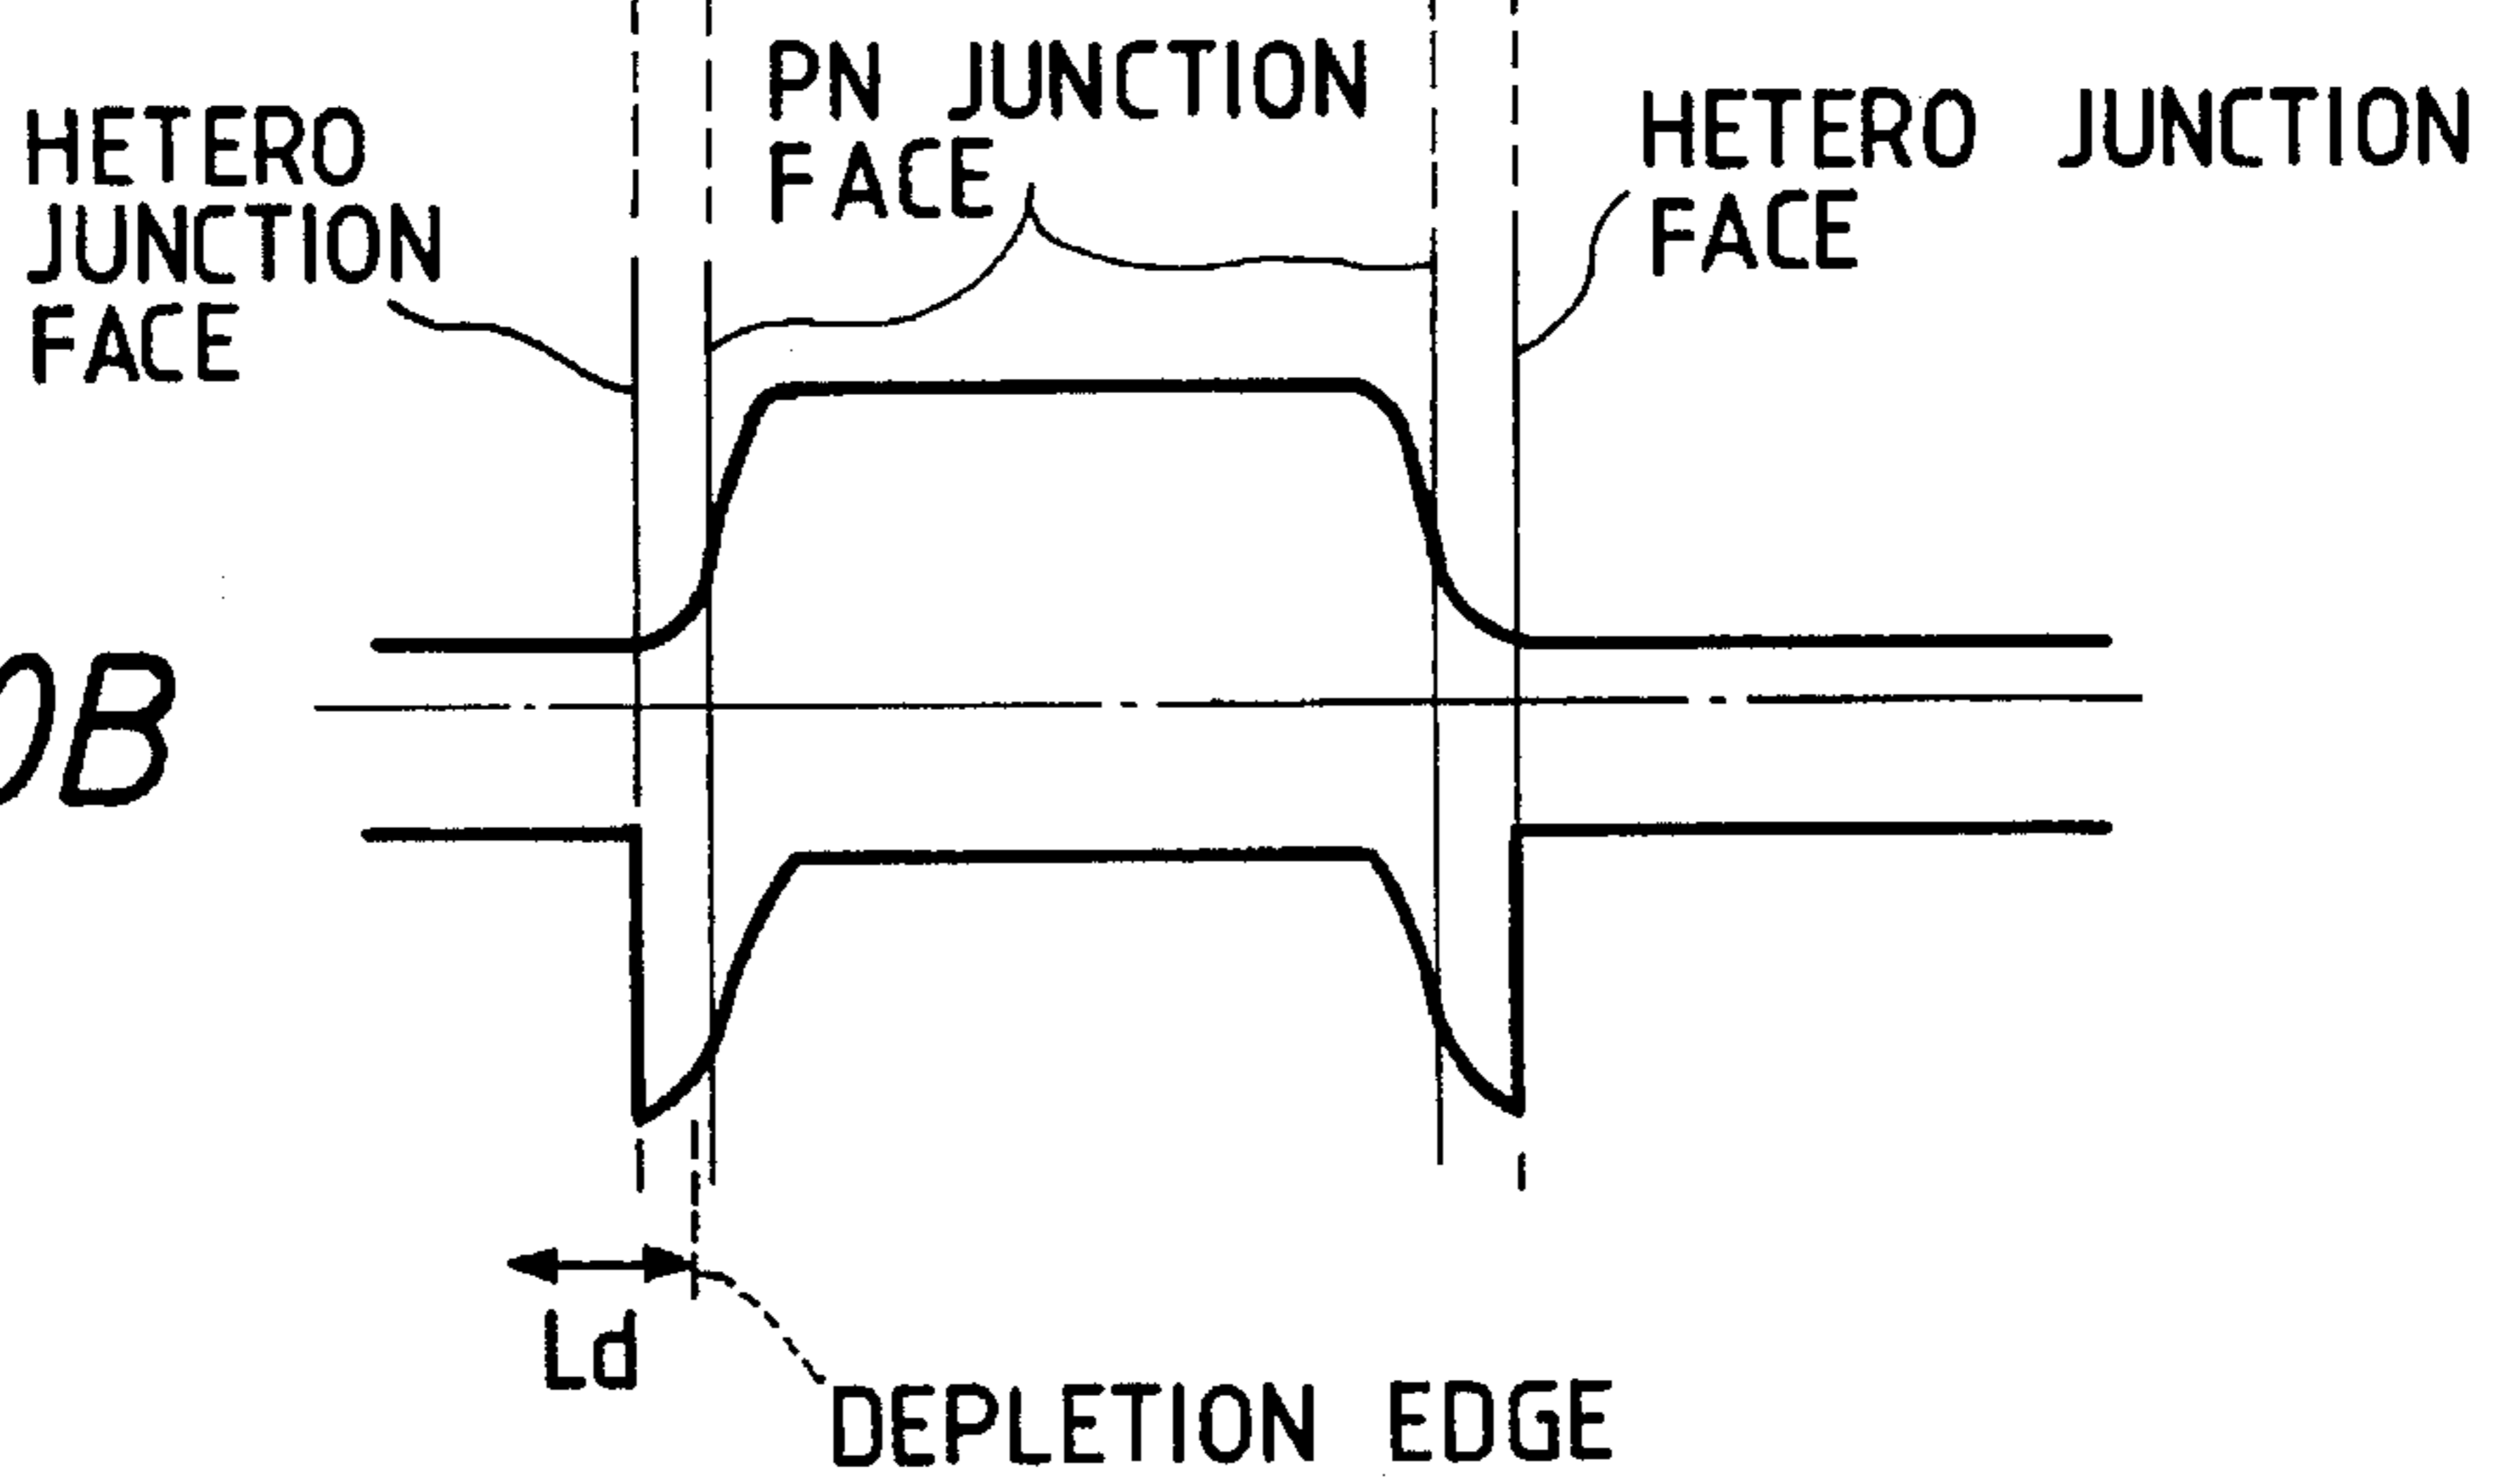 PN JUNCTION
FACE
HETERO
JUNCTION
FACE
HETERO JUNCTION
FACE
0B
Ld
DEPLETION EDGE